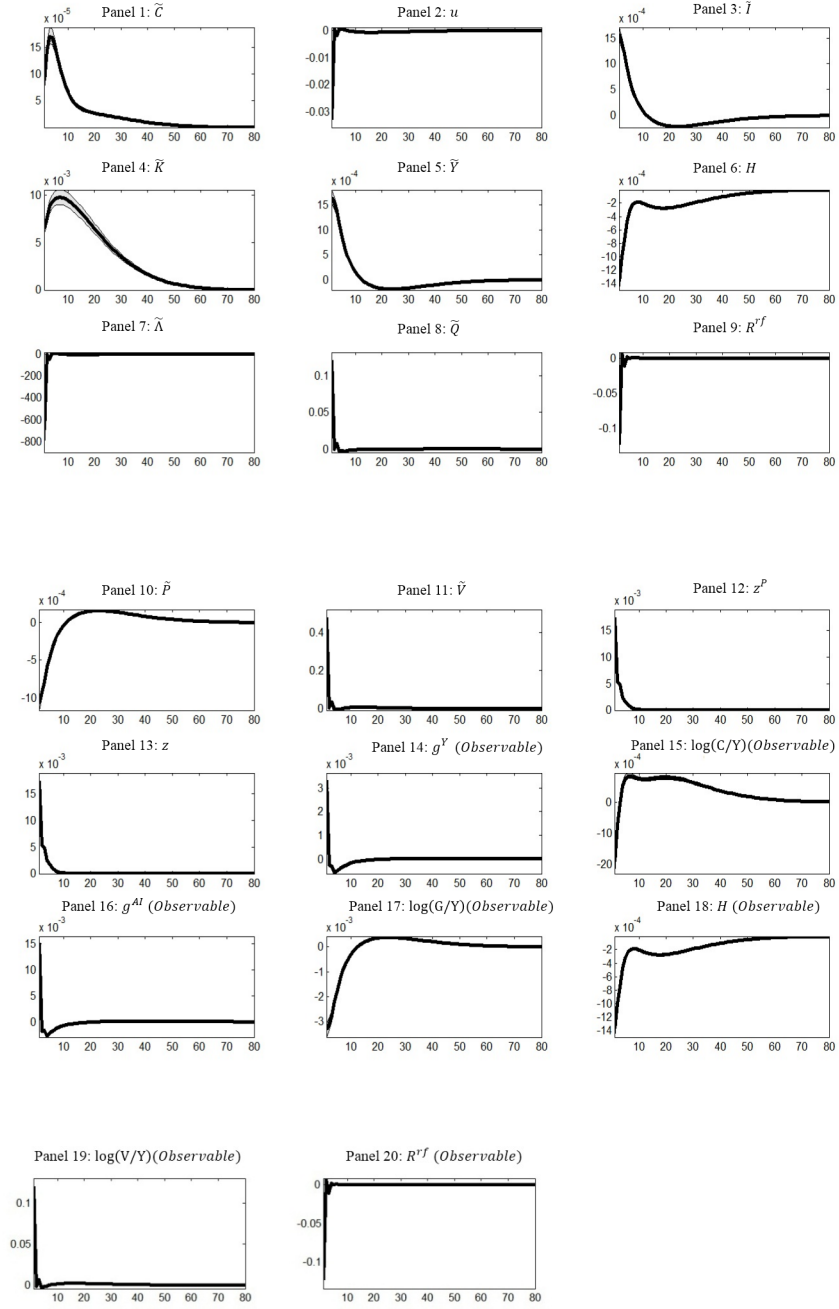 Panel 1: C̃
x 10^-5
15
10
5
10 20 30 40 50 60 70 80
Panel 2: u
0
-0.01
-0.02
-0.03
10 20 30 40 50 60 70 80
Panel 3: Ĩ
x 10^-4
15
10
5
0
10 20 30 40 50 60 70 80
Panel 4: K̃
x 10^-3
10
5
0
10 20 30 40 50 60 70 80
Panel 5: Ỹ
x 10^-4
15
10
5
0
10 20 30 40 50 60 70 80
Panel 6: H
x 10^-4
-2
-4
-6
-8
-10
-12
-14
10 20 30 40 50 60 70 80
Panel 7: Λ̃
0
-200
-400
-600
-800
10 20 30 40 50 60 70 80
Panel 8: Q̃
0.1
0.05
0
10 20 30 40 50 60 70 80
Panel 9: R^rf
0
-0.05
-0.1
10 20 30 40 50 60 70 80
Panel 10: P̃
x 10^-4
0
-5
-10
10 20 30 40 50 60 70 80
Panel 11: Ṽ
0.4
0.2
0
10 20 30 40 50 60 70 80
Panel 12: z^P
x 10^-3
15
10
5
0
10 20 30 40 50 60 70 80
Panel 13: z
x 10^-3
15
10
5
0
10 20 30 40 50 60 70 80
Panel 14: g^Y (Observable)
x 10^-3
3
2
1
0
10 20 30 40 50 60 70 80
Panel 15: log(C/Y)(Observable)
x 10^-4
0
-10
-20
10 20 30 40 50 60 70 80
Panel 16: g^AI (Observable)
x 10^-3
15
10
5
0
10 20 30 40 50 60 70 80
Panel 17: log(G/Y)(Observable)
x 10^-3
0
-1
-2
-3
10 20 30 40 50 60 70 80
Panel 18: H (Observable)
x 10^-4
-2
-4
-6
-8
-10
-12
-14
10 20 30 40 50 60 70 80
Panel 19: log(V/Y)(Observable)
0.1
0.05
0
10 20 30 40 50 60 70 80
Panel 20: R^rf (Observable)
0
-0.05
-0.1
10 20 30 40 50 60 70 80